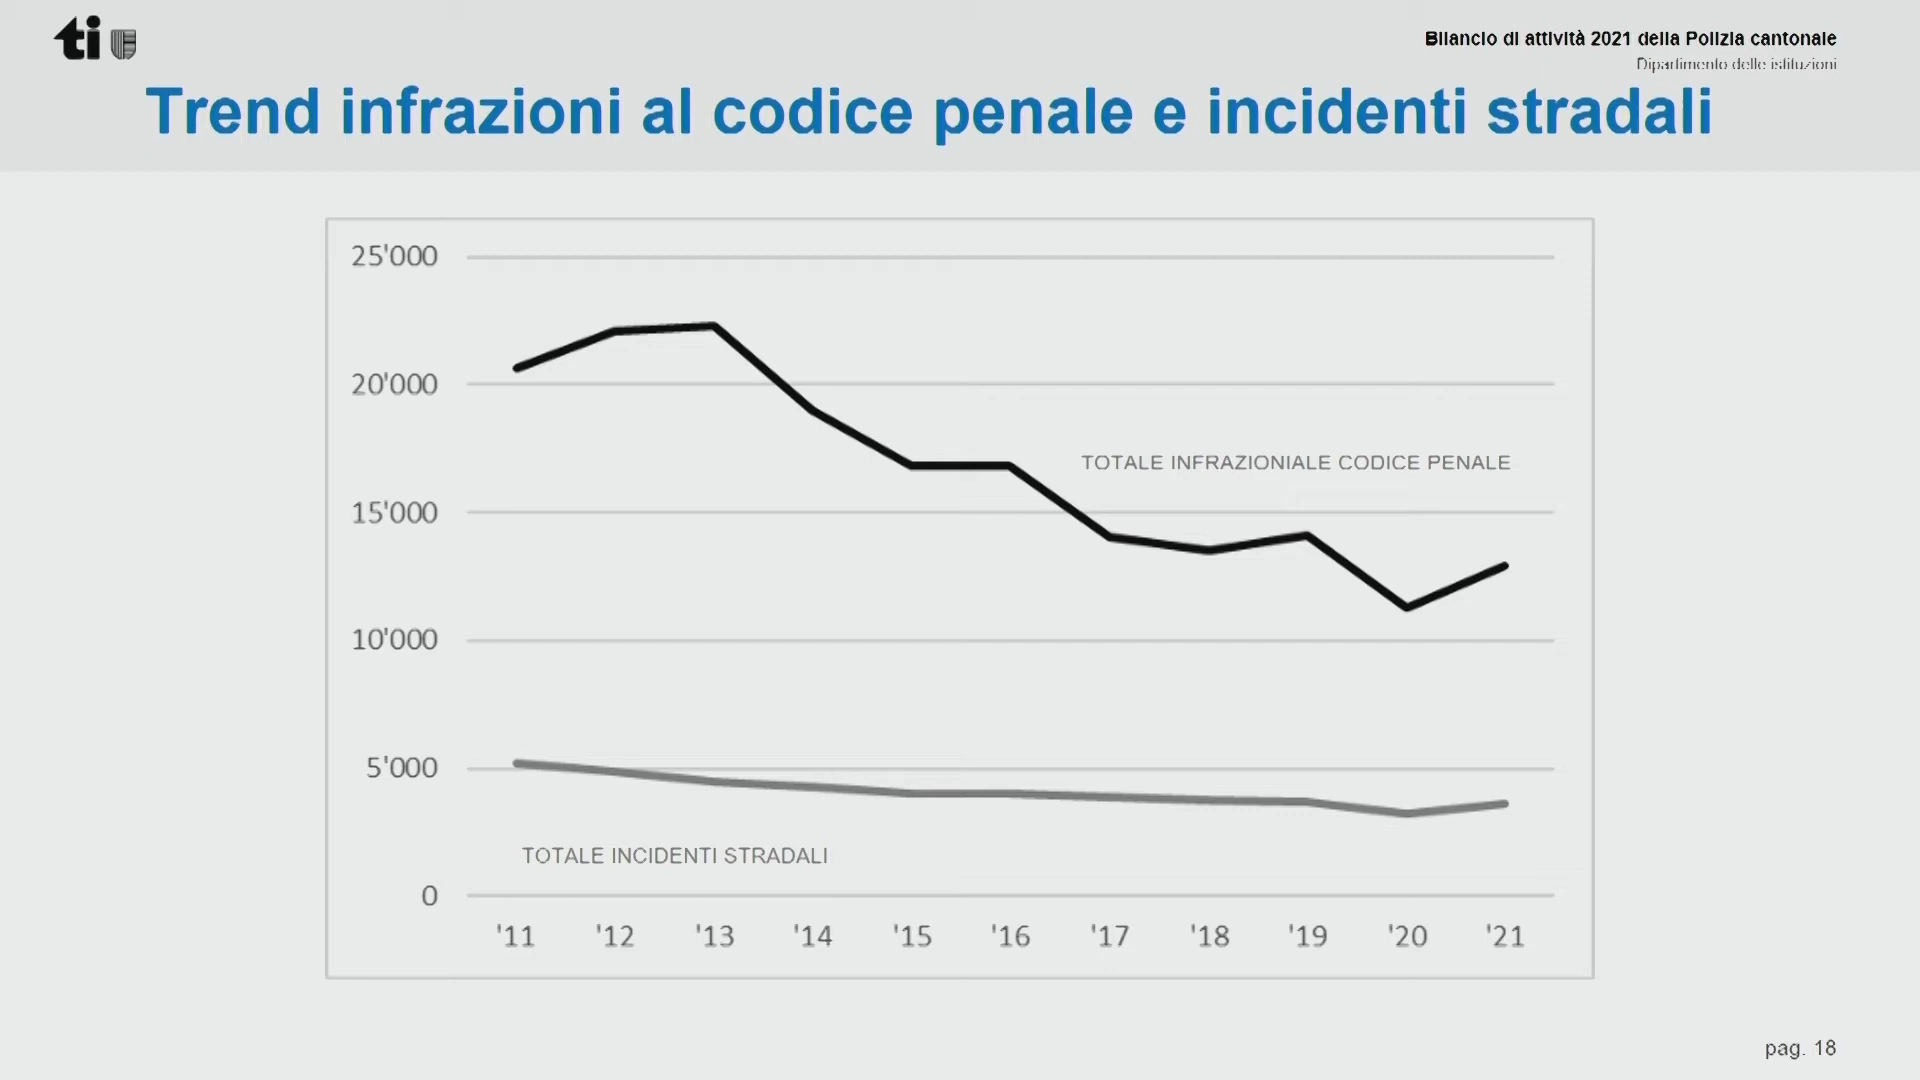 ti
Bilancio di attività 2021 della Polizia cantonale
Dipartimento delle istituzioni
Trend infrazioni al codice penale e incidenti stradali
25'000
20'000
TOTALE INFRAZIONIALE CODICE PENALE
15'000
10'000
5'000
TOTALE INCIDENTI STRADALI
0
'11 '12 '13 '14 '15 '16 '17 '18 '19 '20 '21
pag. 18